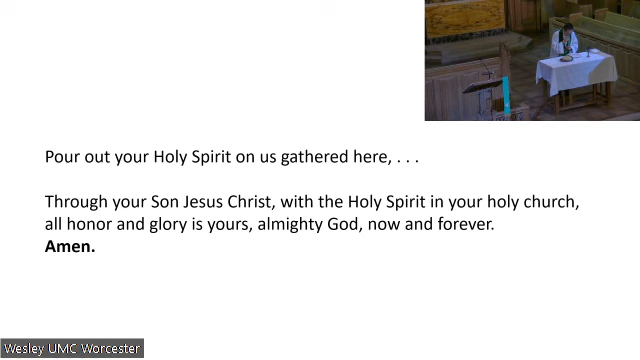 Pour out your Holy Spirit on us gathered here, . . .
Through your Son Jesus Christ, with the Holy Spirit in your holy church,
all honor and glory is yours, almighty God, now and forever.
Amen.
Wesley UMC Worcester